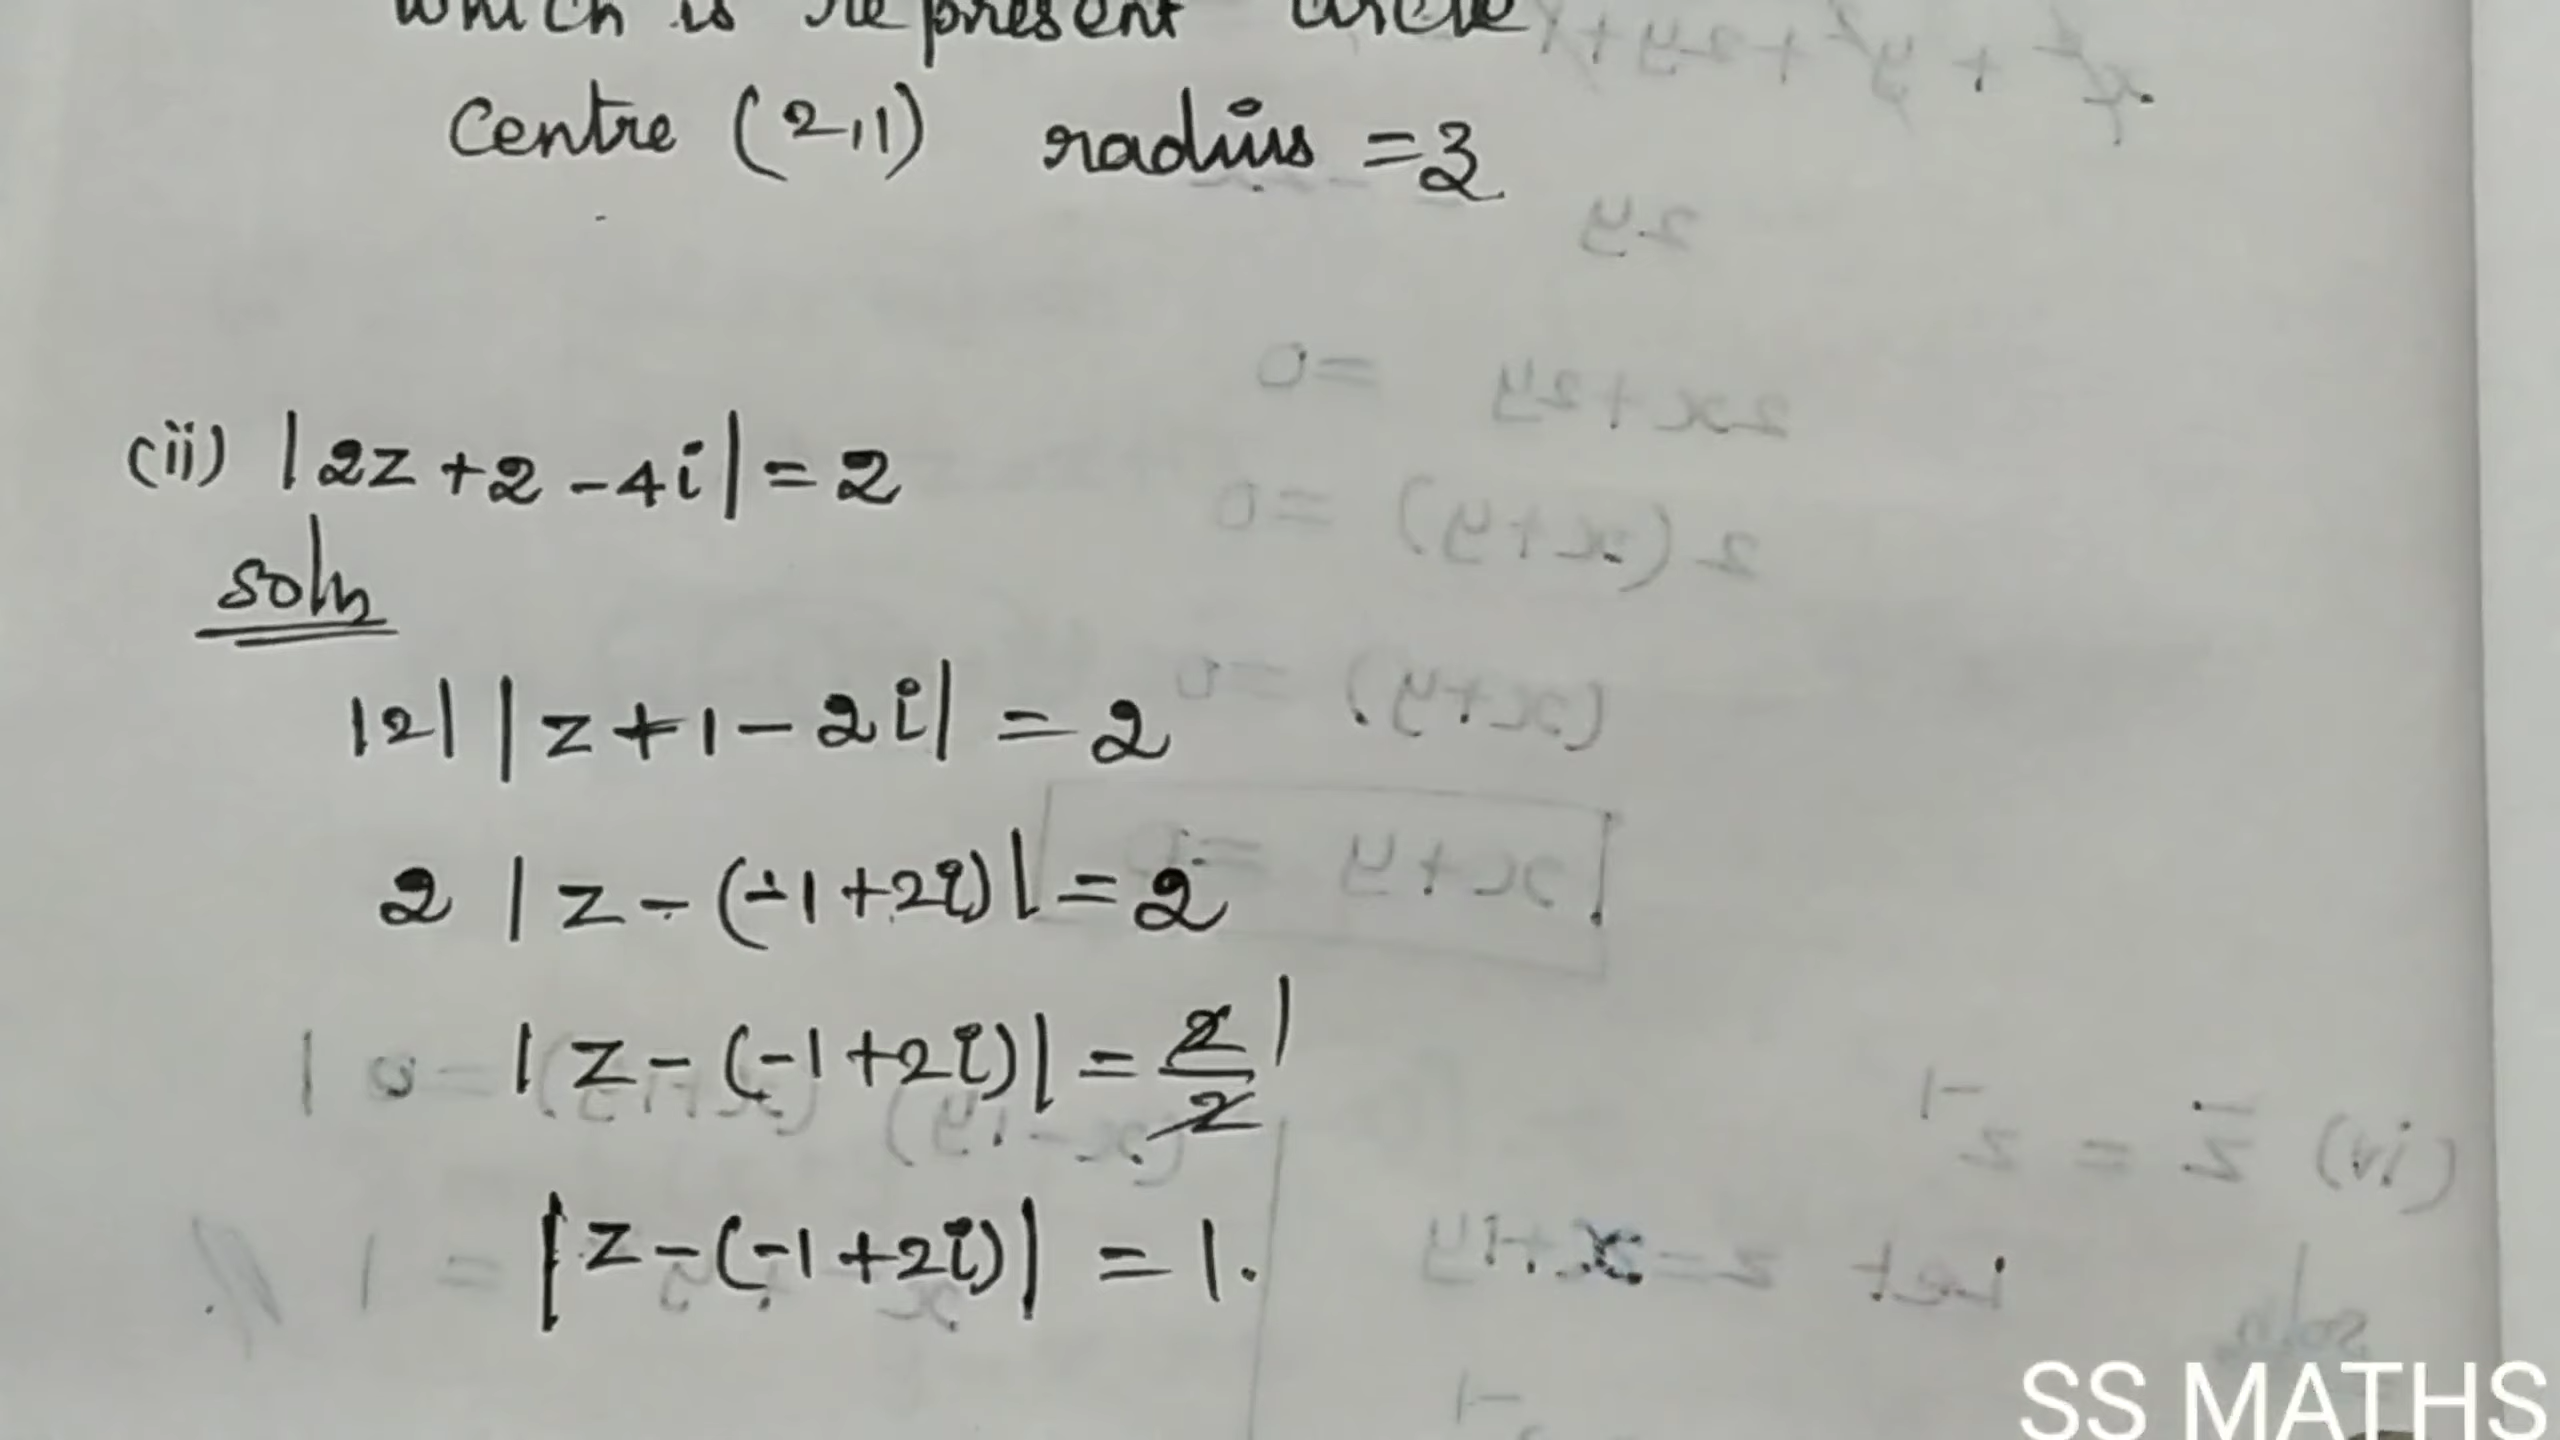 which is represent circle
Centre (2,1) radius = 3
(ii) |2z + 2 - 4i| = 2
soln
|2| |z + 1 - 2i| = 2
2 |z - (-1 + 2i)| = 2
|z - (-1 + 2i)| = 2/2 1
|z - (-1 + 2i)| = 1.
SS MATHS